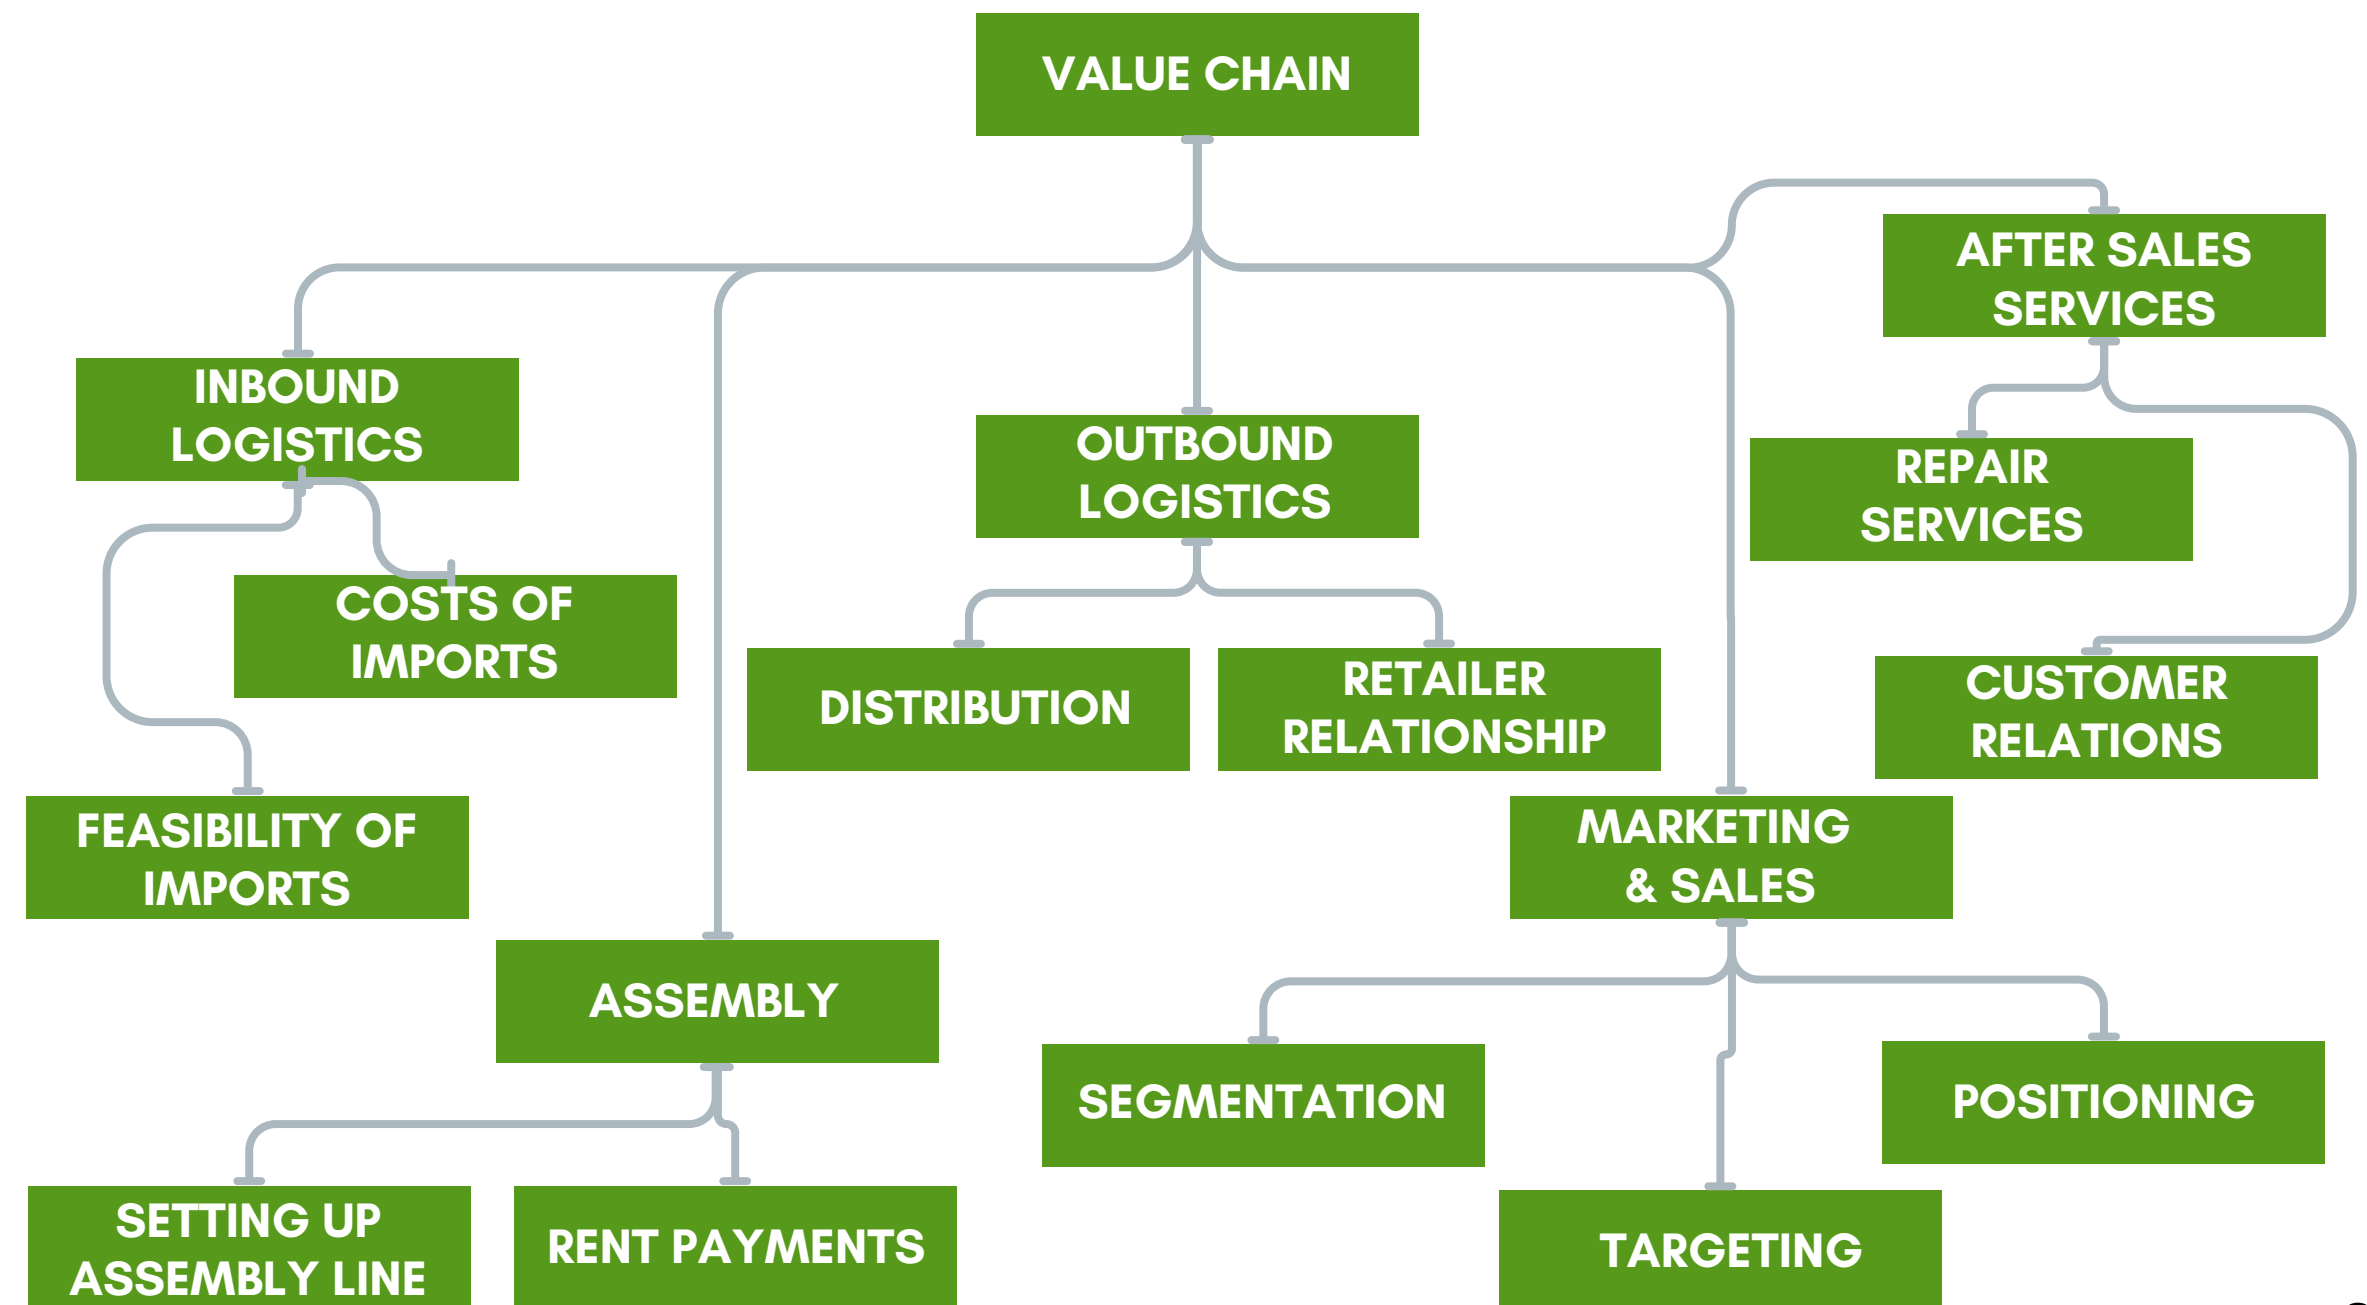 VALUE CHAIN
AFTER SALES
SERVICES
INBOUND
LOGISTICS
OUTBOUND
LOGISTICS
REPAIR
SERVICES
COSTS OF
IMPORTS
DISTRIBUTION
RETAILER
RELATIONSHIP
CUSTOMER
RELATIONS
FEASIBILITY OF
IMPORTS
MARKETING
& SALES
ASSEMBLY
SEGMENTATION
POSITIONING
SETTING UP
ASSEMBLY LINE
RENT PAYMENTS
TARGETING